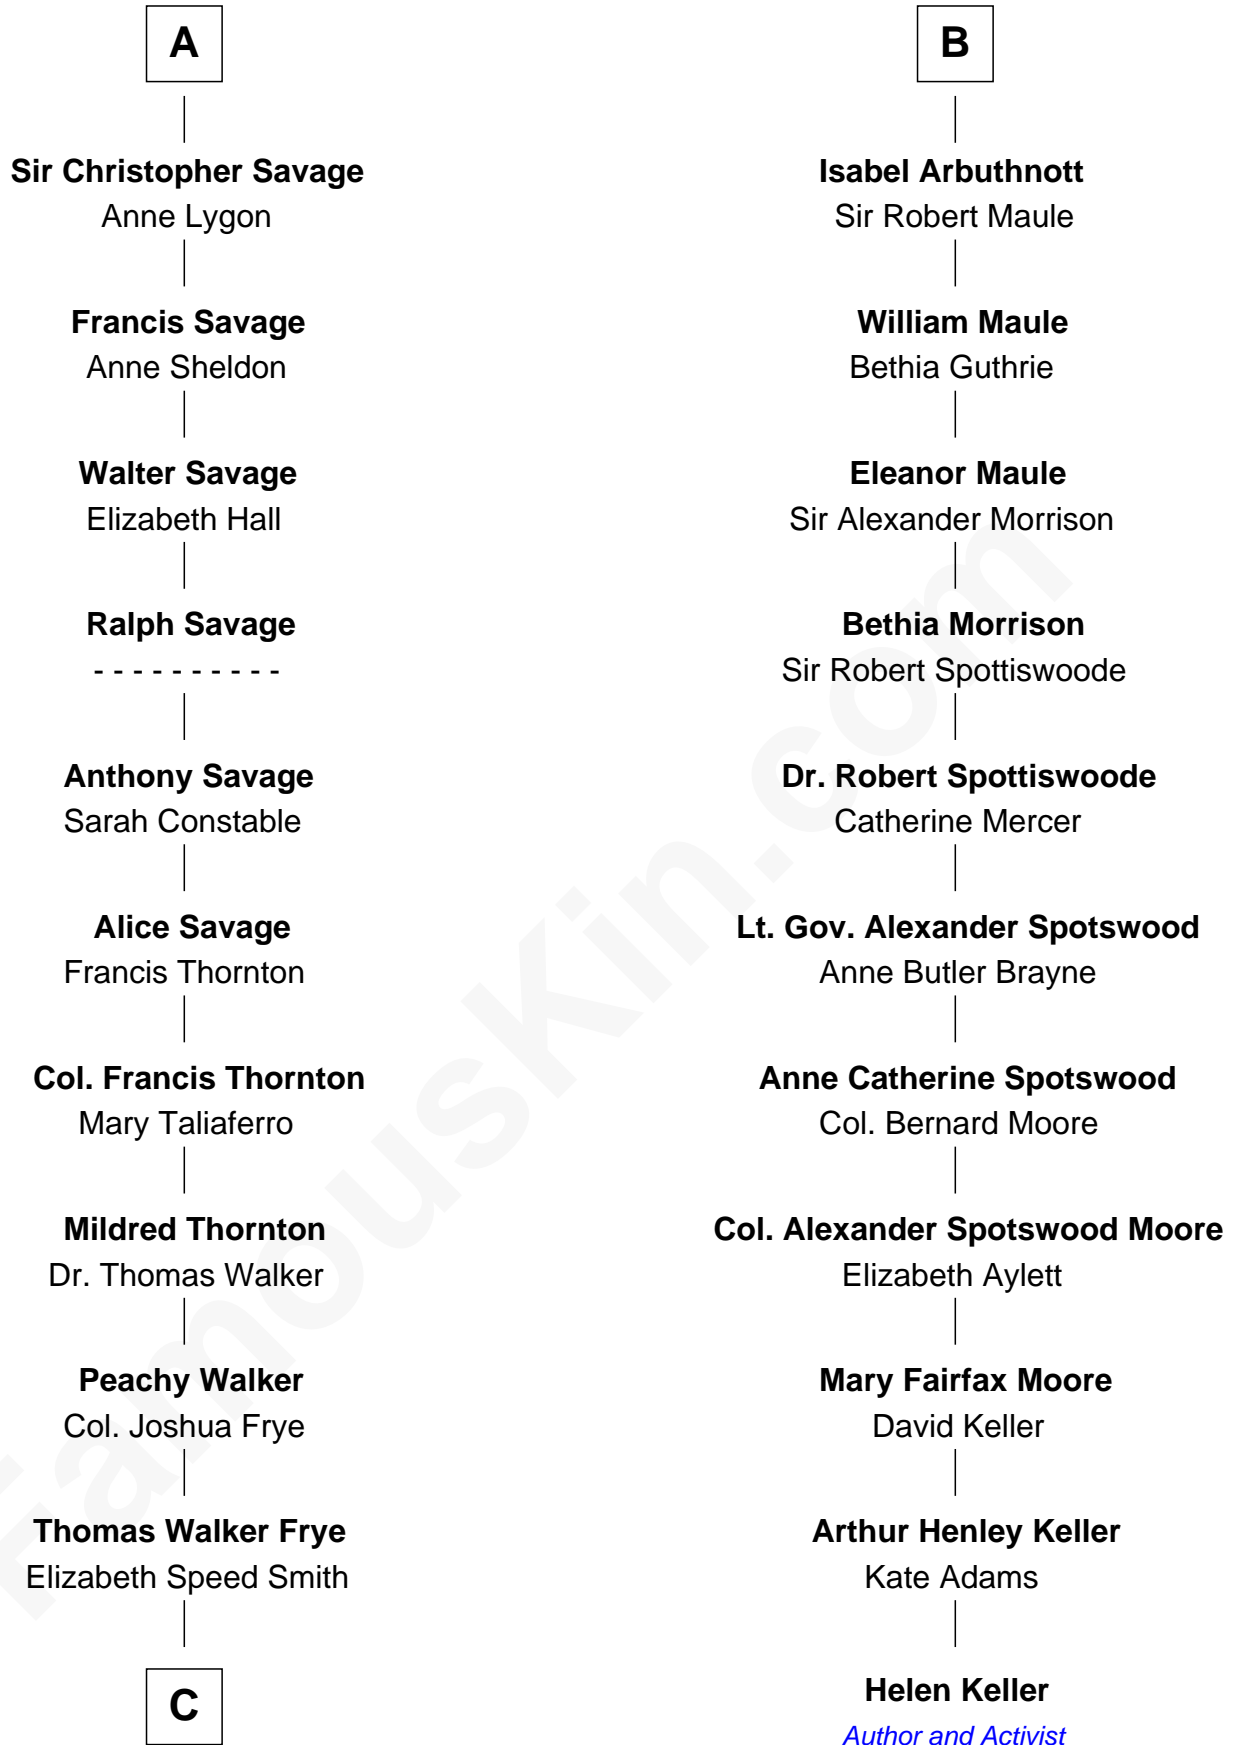 A
Sir Christopher Savage
Anne Lygon
Francis Savage
Anne Sheldon
Walter Savage
Elizabeth Hall
Ralph Savage
- - - - - - - - - -
Anthony Savage
Sarah Constable
Alice Savage
Francis Thornton
Col. Francis Thornton
Mary Taliaferro
Mildred Thornton
Dr. Thomas Walker
Peachy Walker
Col. Joshua Frye
Thomas Walker Frye
Elizabeth Speed Smith
C
B
Isabel Arbuthnott
Sir Robert Maule
William Maule
Bethia Guthrie
Eleanor Maule
Sir Alexander Morrison
Bethia Morrison
Sir Robert Spottiswoode
Dr. Robert Spottiswoode
Catherine Mercer
Lt. Gov. Alexander Spotswood
Anne Butler Brayne
Anne Catherine Spotswood
Col. Bernard Moore
Col. Alexander Spotswood Moore
Elizabeth Aylett
Mary Fairfax Moore
David Keller
Arthur Henley Keller
Kate Adams
Helen Keller
Author and Activist
FamousKin.com